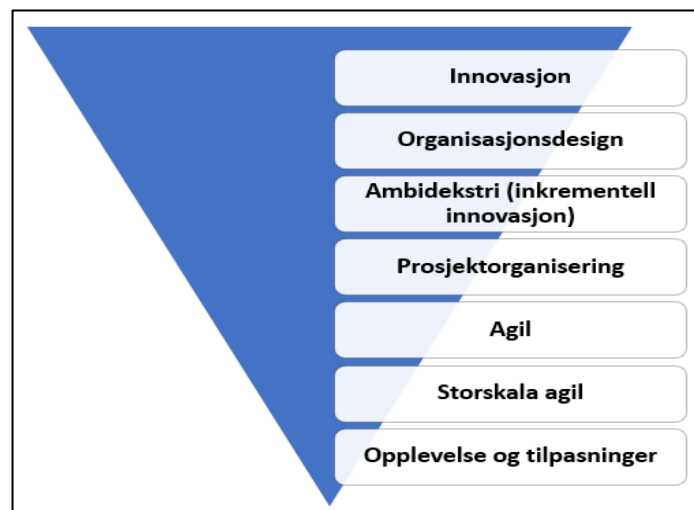 Innovasjon
Organisasjonsdesign
Ambidekstri (inkrementell
innovasjon)
Prosjektorganisering
Agil
Storskala agil
Opplevelse og tilpasninger